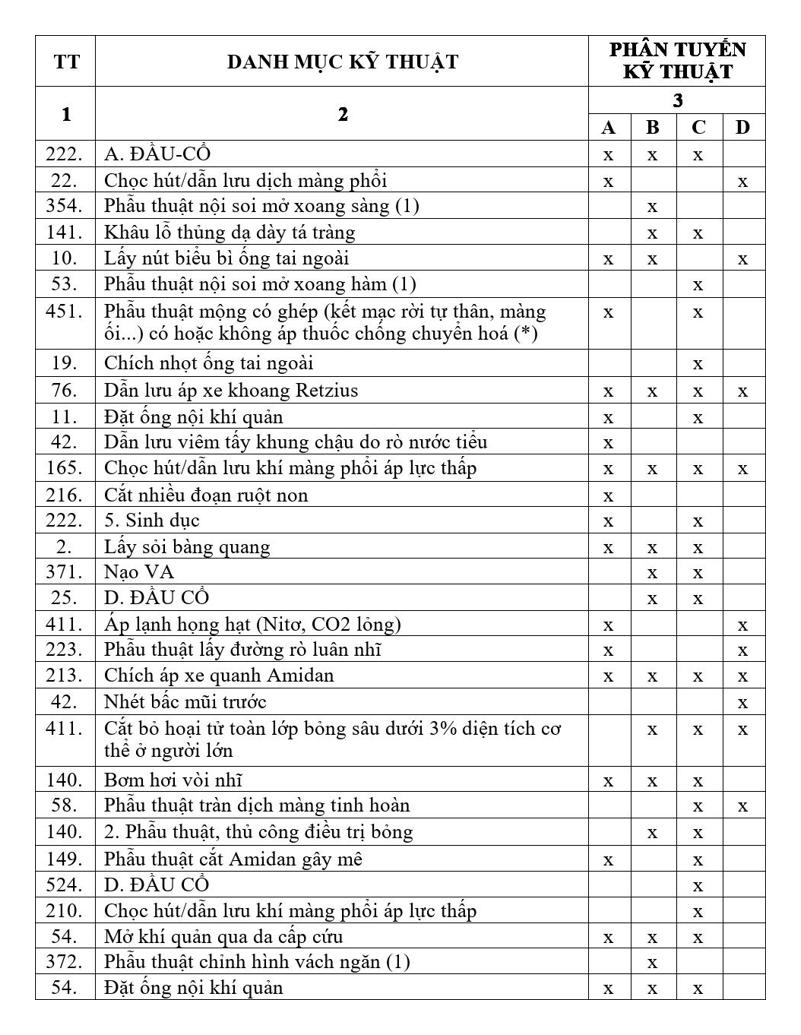 TT DANH MỤC KỸ THUẬT PHÂN TUYẾN
KỸ THUẬT
1 2 3
A B C D
222. A. ĐẦU-CỔ x x x
22. Chọc hút/dẫn lưu dịch màng phổi x x
354. Phẫu thuật nội soi mở xoang sàng (1) x
141. Khâu lỗ thủng dạ dày tá tràng x x
10. Lấy nút biểu bì ống tai ngoài x x x
53. Phẫu thuật nội soi mở xoang hàm (1) x
451. Phẫu thuật mộng có ghép (kết mạc rời tự thân, màng x x
ối...) có hoặc không áp thuốc chống chuyển hoá (*)
19. Chích nhọt ống tai ngoài x
76. Dẫn lưu áp xe khoang Retzius x x x x
11. Đặt ống nội khí quản x x
42. Dẫn lưu viêm tấy khung chậu do rò nước tiểu x
165. Chọc hút/dẫn lưu khí màng phổi áp lực thấp x x x x
216. Cắt nhiều đoạn ruột non x
222. 5. Sinh dục x x
2. Lấy sỏi bàng quang x x x
371. Nạo VA x x
25. D. ĐẦU CỔ x x
411. Áp lạnh họng hạt (Nitơ, CO2 lỏng) x x
223. Phẫu thuật lấy đường rò luân nhĩ x x
213. Chích áp xe quanh Amidan x x x x
42. Nhét bấc mũi trước x
411. Cắt bỏ hoại tử toàn lớp bỏng sâu dưới 3% diện tích cơ x x x
thể ở người lớn
140. Bơm hơi vòi nhĩ x x x
58. Phẫu thuật tràn dịch màng tinh hoàn x x
140. 2. Phẫu thuật, thủ công điều trị bỏng x x
149. Phẫu thuật cắt Amidan gây mê x x
524. D. ĐẦU CỔ x
210. Chọc hút/dẫn lưu khí màng phổi áp lực thấp x
54. Mở khí quản qua da cấp cứu x x x
372. Phẫu thuật chỉnh hình vách ngăn (1) x
54. Đặt ống nội khí quản x x x